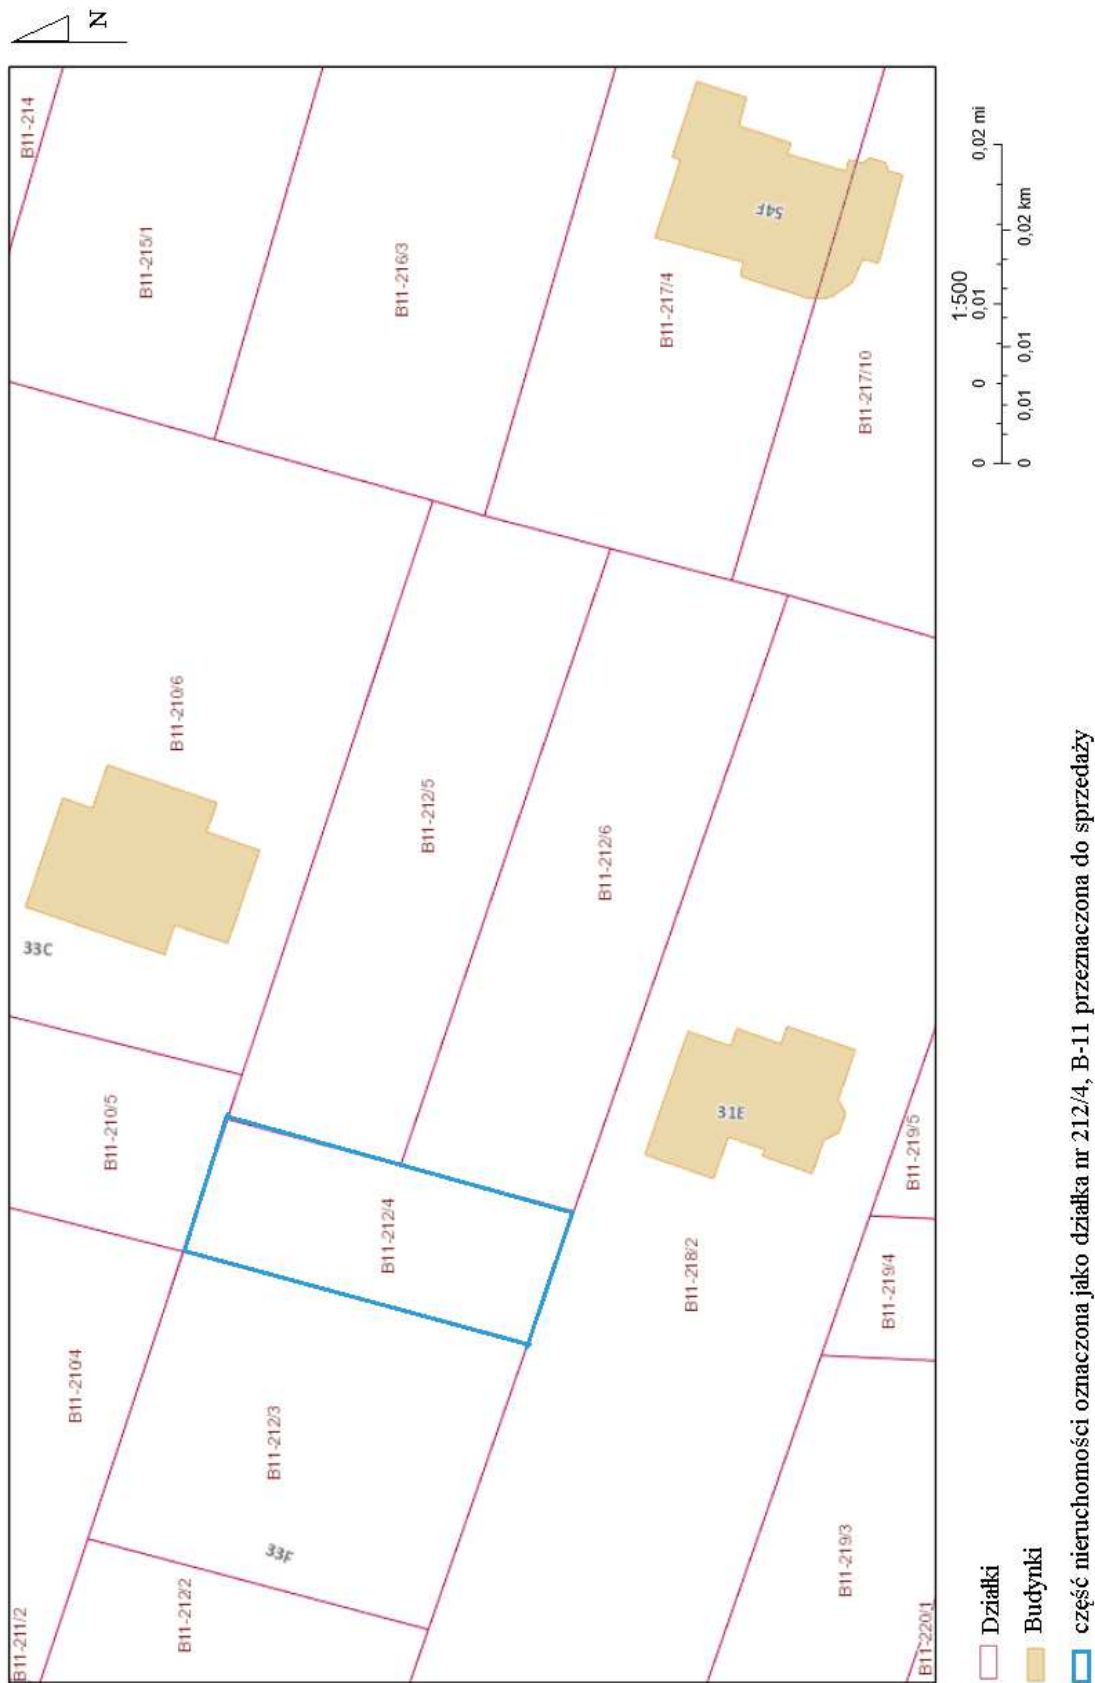 N
B11-214
B11-215/1
B11-216/3
B11-217/4
54F
B11-217/10
B11-210/6
33C
B11-212/5
B11-212/6
B11-210/5
B11-212/4
31E
B11-218/2
B11-219/5
B11-219/4
B11-210/4
B11-212/3
33F
B11-219/3
B11-211/2
B11-212/2
B11-220/1
1:500
0 0 0,01 0,02 mi
0 0,01 0,01 0,02 km
Działki
Budynki
część nieruchomości oznaczona jako działka nr 212/4, B-11 przeznaczona do sprzedaży